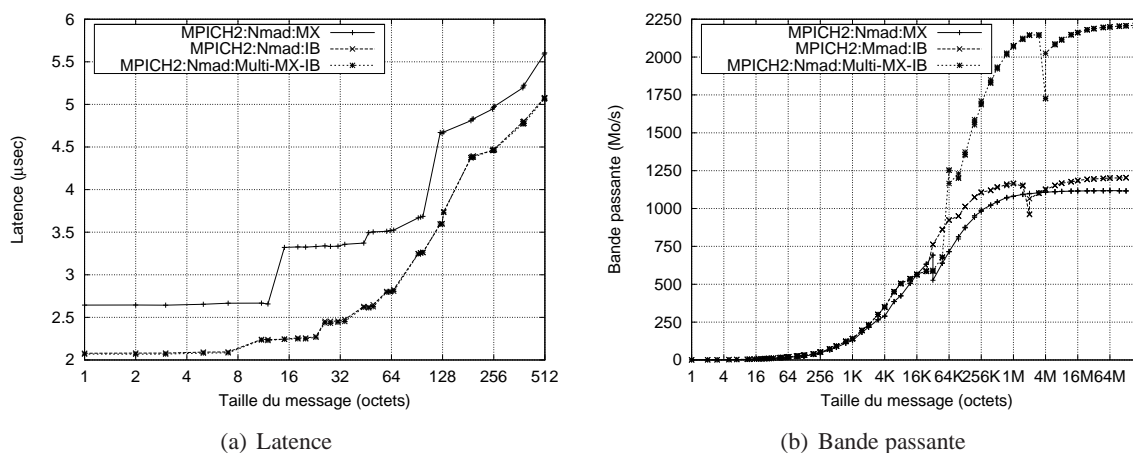 6
5.5
5
4.5
4
3.5
3
2.5
2
Latence (µsec)
MPICH2:Nmad:MX
MPICH2:Nmad:IB
MPICH2:Nmad:Multi-MX-IB
1 2 4 8 16 32 64 128 256 512
Taille du message (octets)
(a) Latence
2250
2000
1750
1500
1250
1000
750
500
250
0
Bande passante (Mo/s)
MPICH2:Nmad:MX
MPICH2:Mmad:IB
MPICH2:Nmad:Multi-MX-IB
1 4 16 64 256 1K 4K 16K 64K 256K 1M 4M 16M 64M
Taille du message (octets)
(b) Bande passante